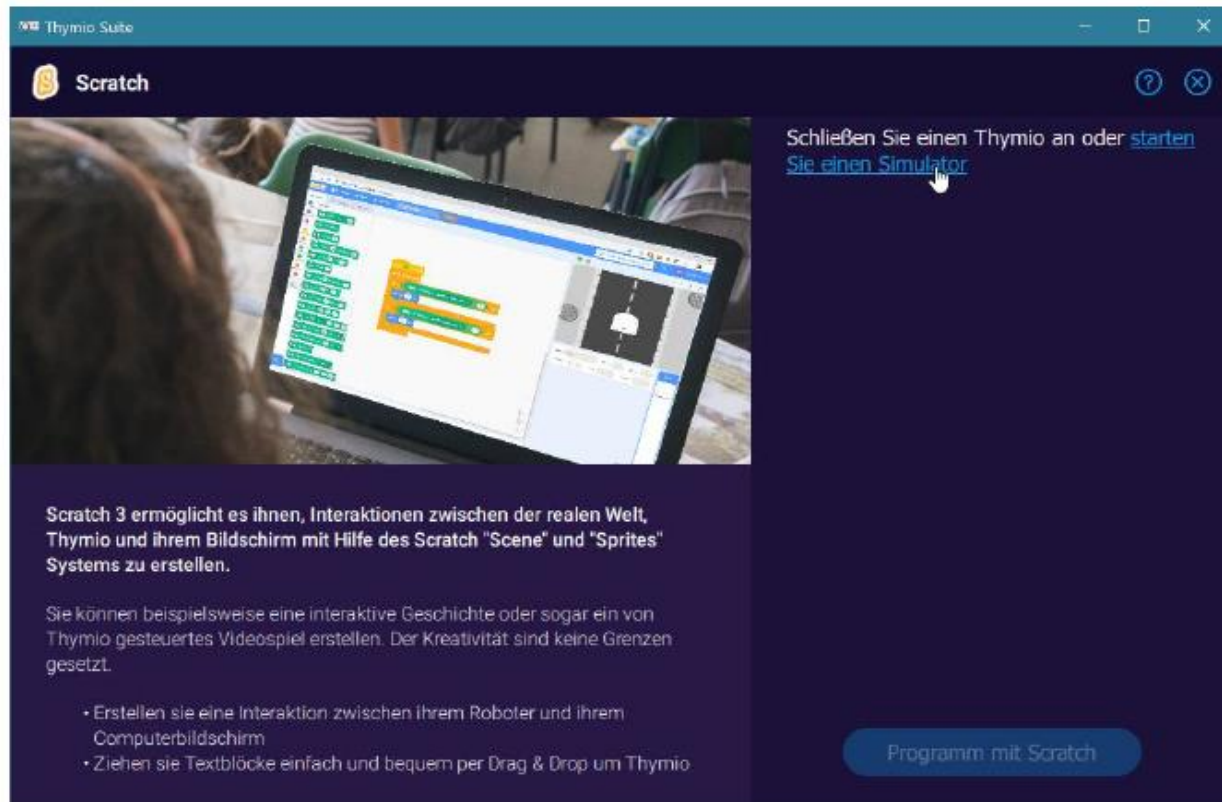 Thymio Suite
Scratch
Schließen Sie einen Thymio an oder starten
Sie einen Simulator
Scratch 3 ermöglicht es ihnen, Interaktionen zwischen der realen Welt,
Thymio und ihrem Bildschirm mit Hilfe des Scratch "Scene" und "Sprites"
Systems zu erstellen.
Sie können beispielsweise eine interaktive Geschichte oder sogar ein von
Thymio gesteuertes Videospiel erstellen. Der Kreativität sind keine Grenzen
gesetzt.
• Erstellen sie eine Interaktion zwischen ihrem Roboter und ihrem
Computerbildschirm
• Ziehen sie Textblöcke einfach und bequem per Drag & Drop um Thymio
Programm mit Scratch